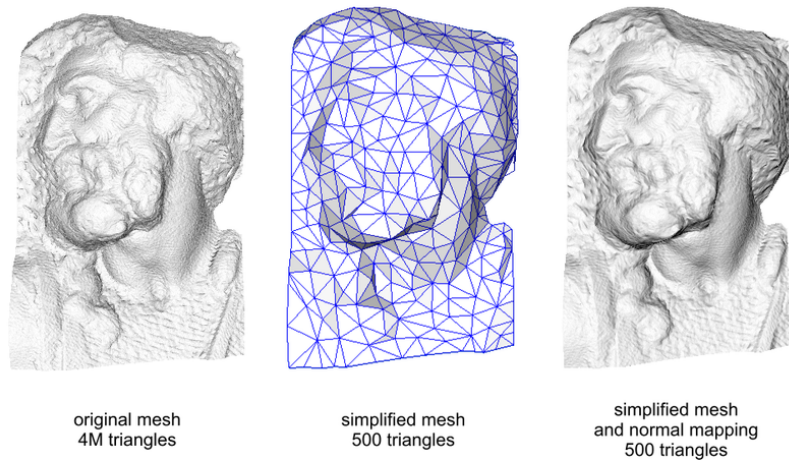 original mesh
4M triangles
simplified mesh
500 triangles
simplified mesh
and normal mapping
500 triangles